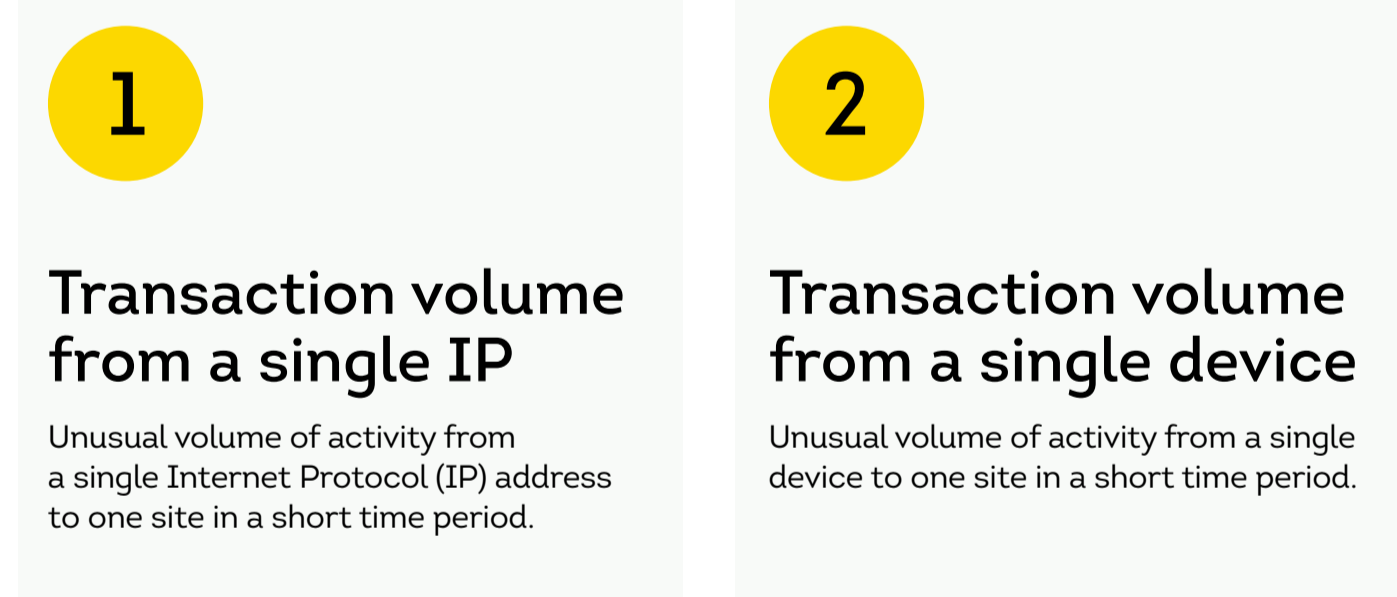 1
Transaction volume
from a single IP
Unusual volume of activity from
a single Internet Protocol (IP) address
to one site in a short time period.
2
Transaction volume
from a single device
Unusual volume of activity from a single
device to one site in a short time period.